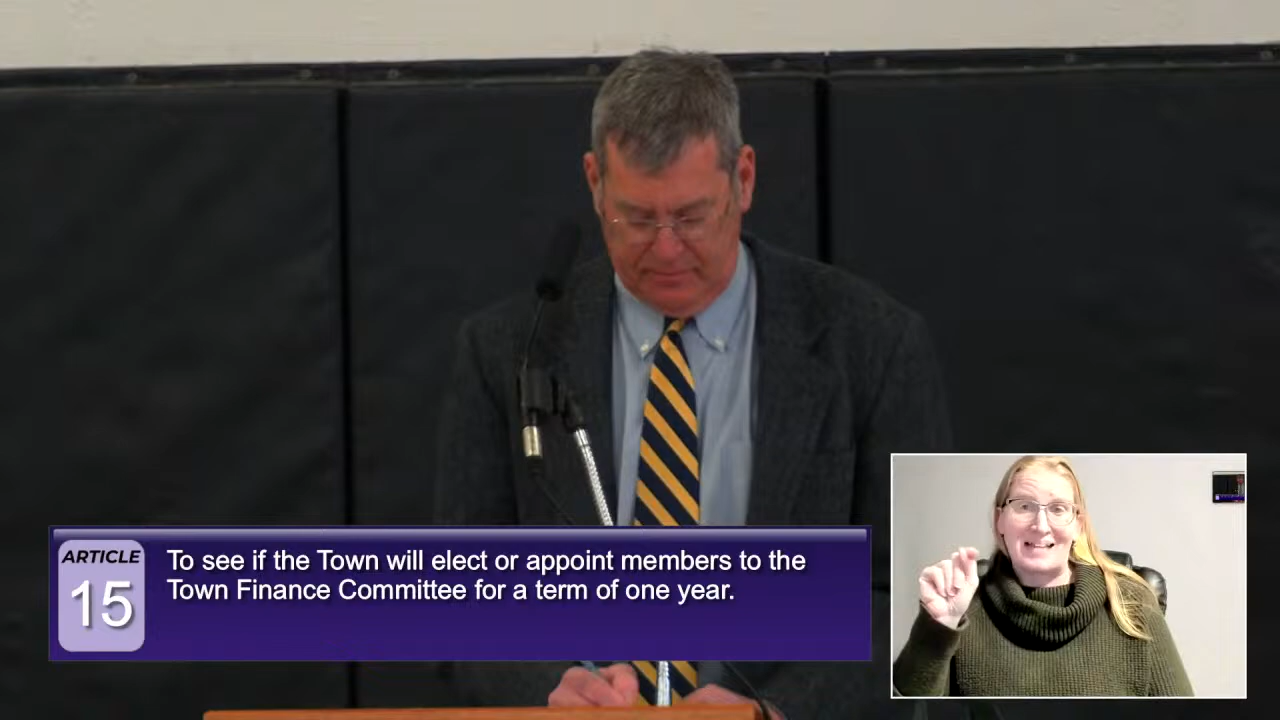 ARTICLE
15
To see if the Town will elect or appoint members to the
Town Finance Committee for a term of one year.